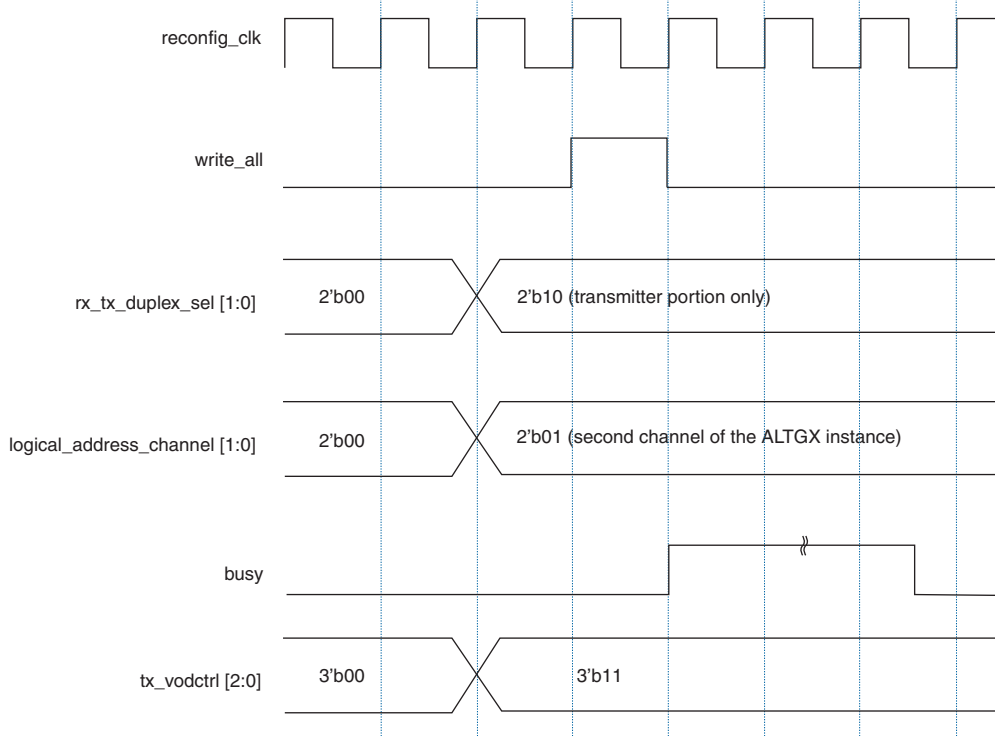 reconfig_clk
write_all
rx_tx_duplex_sel [1:0]
2'b00
2'b10 (transmitter portion only)
logical_address_channel [1:0]
2'b00
2'b01 (second channel of the ALTGX instance)
busy
tx_vodctrl [2:0]
3'b00
3'b11